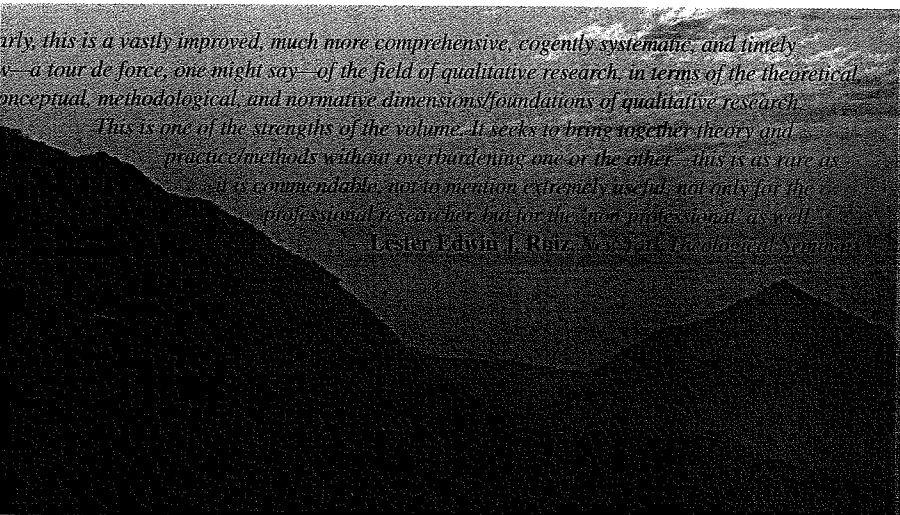 arly, this is a vastly improved, much more comprehensive, cogently systematic, and timely
—a tour de force, one might say—of the field of qualitative research, in terms of the theoretical,
onceptual, methodological, and normative dimensions/foundations of qualitative research.
This is one of the strengths of the volume. It seeks to bring together theory and
practice/methods without overburdening one or the other—this is as rare as
it is commendable, not to mention extremely useful, not only for the
professional researcher, but for the "non-professional" as well."
Lester Edwin J. Ruiz, New York Theological Seminary